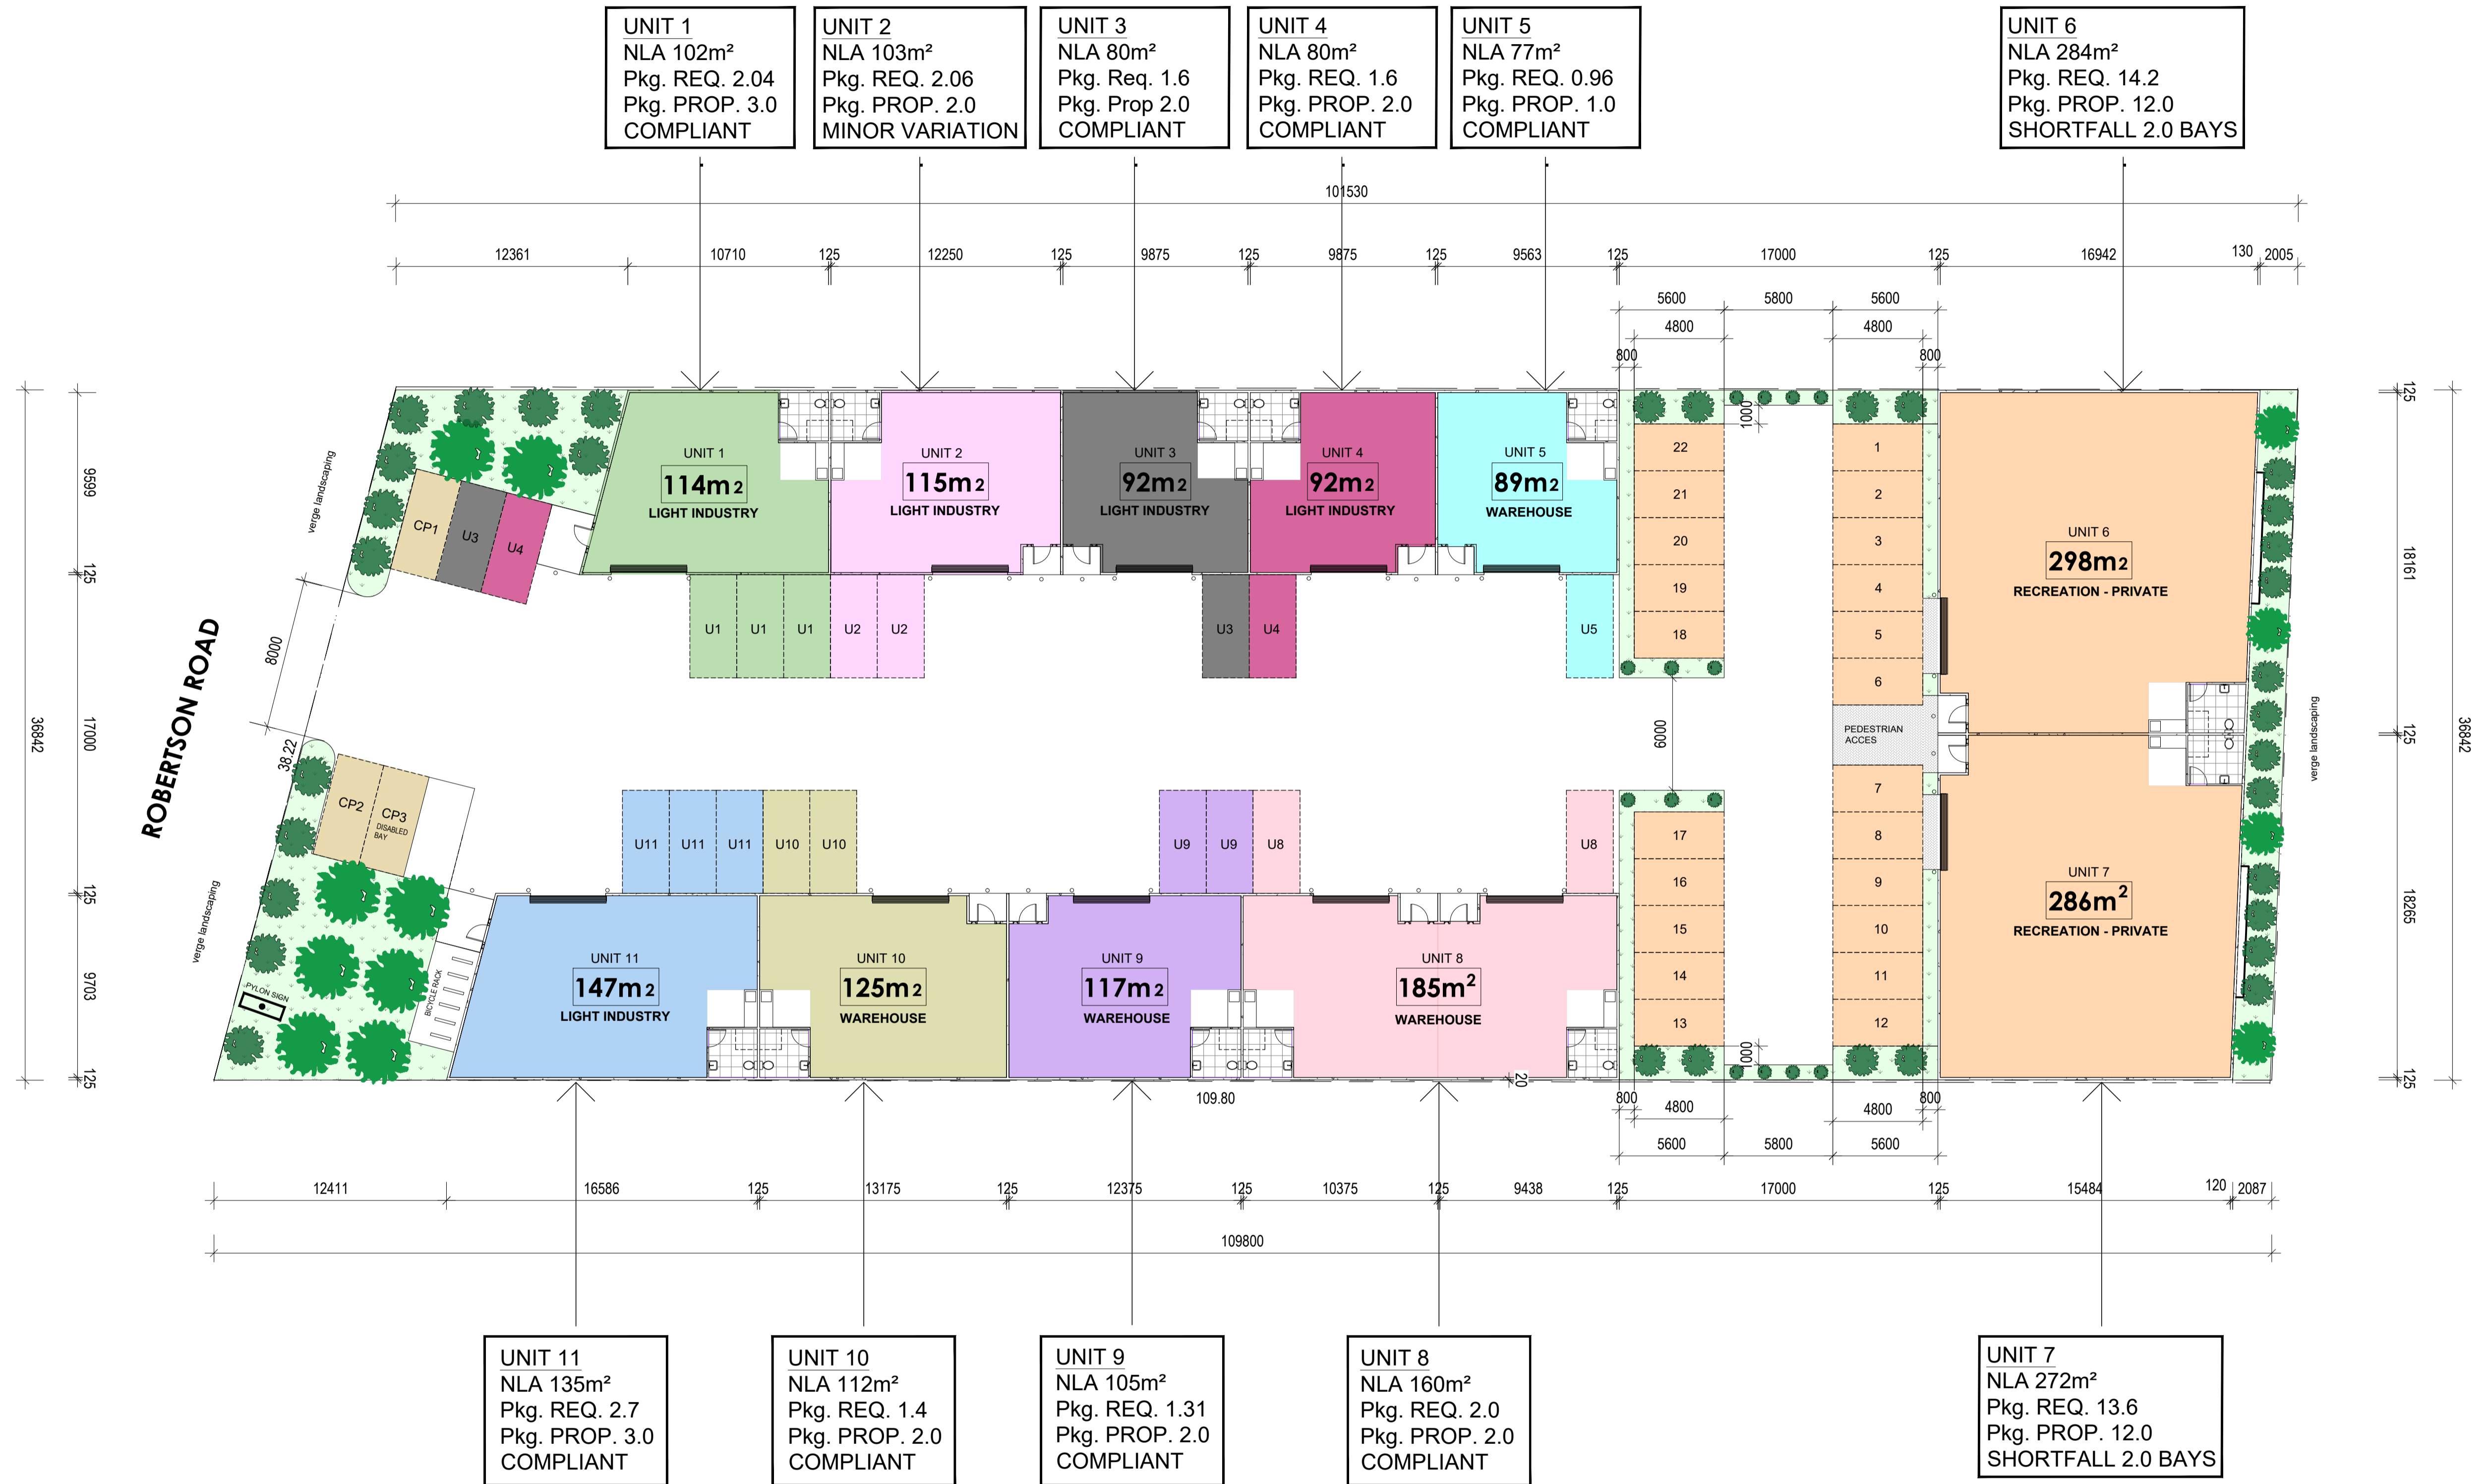 UNIT 1
NLA 102m²
Pkg. REQ. 2.04
Pkg. PROP. 3.0
COMPLIANT
UNIT 2
NLA 103m²
Pkg. REQ. 2.06
Pkg. PROP. 2.0
MINOR VARIATION
UNIT 3
NLA 80m²
Pkg. Req. 1.6
Pkg. Prop 2.0
COMPLIANT
UNIT 4
NLA 80m²
Pkg. REQ. 1.6
Pkg. PROP. 2.0
COMPLIANT
UNIT 5
NLA 77m²
Pkg. REQ. 0.96
Pkg. PROP. 1.0
COMPLIANT
UNIT 6
NLA 284m²
Pkg. REQ. 14.2
Pkg. PROP. 12.0
SHORTFALL 2.0 BAYS
101530
12361
10710
125
12250
125
9875
125
9875
125
9563
125
17000
125
16942
130
2005
5600
5800
5600
4800
4800
800
800
1000
36842
9599
125
17000
125
9703
125
125
18161
125
18265
125
36842
verge landscaping
CP1
U3
U4
UNIT 1
114m2
LIGHT INDUSTRY
UNIT 2
115m2
LIGHT INDUSTRY
UNIT 3
92m2
LIGHT INDUSTRY
UNIT 4
92m2
LIGHT INDUSTRY
UNIT 5
89m2
WAREHOUSE
22
21
20
19
18
1
2
3
4
5
6
UNIT 6
298m2
RECREATION - PRIVATE
U1
U1
U1
U2
U2
U3
U4
U5
8000
ROBERTSON ROAD
38.22
6000
PEDESTRIAN
ACCES
verge landscaping
CP2
CP3
DISABLED
BAY
U11
U11
U11
U10
U10
U9
U9
U8
U8
17
16
15
14
13
7
8
9
10
11
12
UNIT 7
286m²
RECREATION - PRIVATE
verge landscaping
PYLON SIGN
BICYCLE RACK
UNIT 11
147m2
LIGHT INDUSTRY
UNIT 10
125m2
WAREHOUSE
UNIT 9
117m2
WAREHOUSE
UNIT 8
185m²
WAREHOUSE
1000
20
109.80
800
4800
4800
800
5600
5800
5600
12411
16586
125
13175
125
12375
125
10375
125
9438
125
17000
125
15484
120
2087
109800
UNIT 11
NLA 135m²
Pkg. REQ. 2.7
Pkg. PROP. 3.0
COMPLIANT
UNIT 10
NLA 112m²
Pkg. REQ. 1.4
Pkg. PROP. 2.0
COMPLIANT
UNIT 9
NLA 105m²
Pkg. REQ. 1.31
Pkg. PROP. 2.0
COMPLIANT
UNIT 8
NLA 160m²
Pkg. REQ. 2.0
Pkg. PROP. 2.0
COMPLIANT
UNIT 7
NLA 272m²
Pkg. REQ. 13.6
Pkg. PROP. 12.0
SHORTFALL 2.0 BAYS